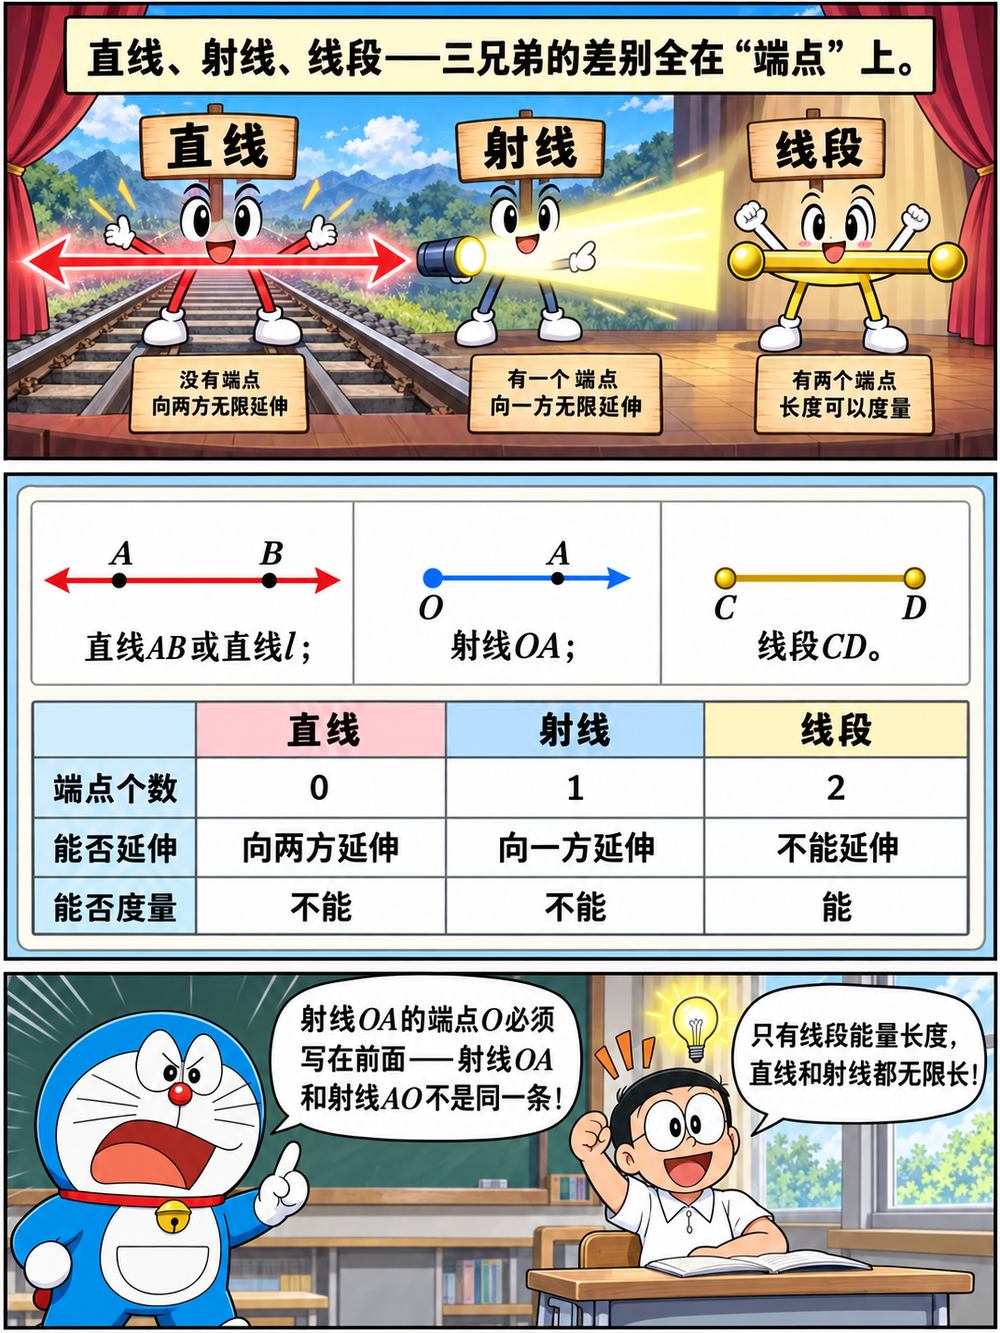 直线、射线、线段——三兄弟的差别全在“端点”上。
直线
射线
线段
没有端点
向两方无限延伸
有一个 端点
向一方无限延伸
有两个端点
长度可以度量
A B
直线AB或直线l；
O A
射线OA；
C D
线段CD。
直线 射线 线段
端点个数 0 1 2
能否延伸 向两方延伸 向一方延伸 不能延伸
能否度量 不能 不能 能
射线OA的端点O必须
写在前面——射线OA
和射线AO不是同一条！
只有线段能量长度，
直线和射线都无限长！